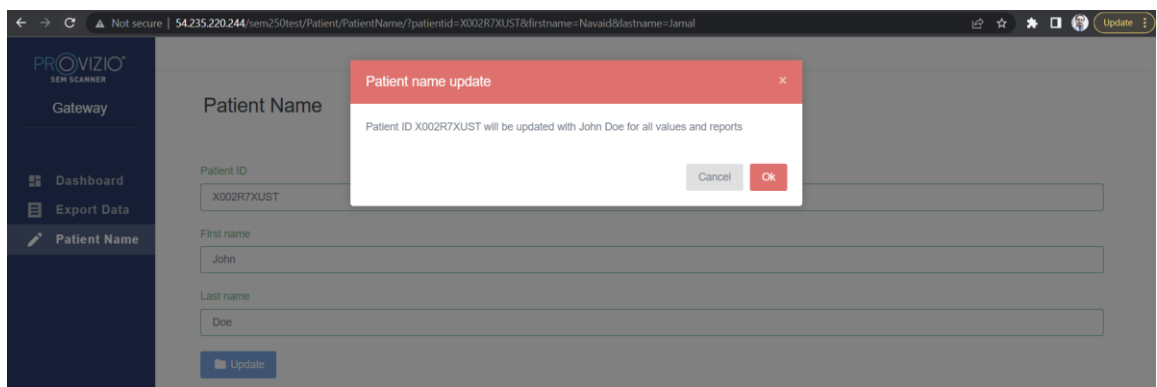 Not secure | 54.235.220.244/sem250test/Patient/PatientName/?patientid=X002R7XUST&firstname=Navaid&lastname=Jamal
Update
PROVIZIO®
SEM SCANNER
Gateway
Dashboard
Export Data
Patient Name
Patient Name
Patient name update ×
Patient ID X002R7XUST will be updated with John Doe for all values and reports
Cancel Ok
Patient ID
X002R7XUST
First name
John
Last name
Doe
Update